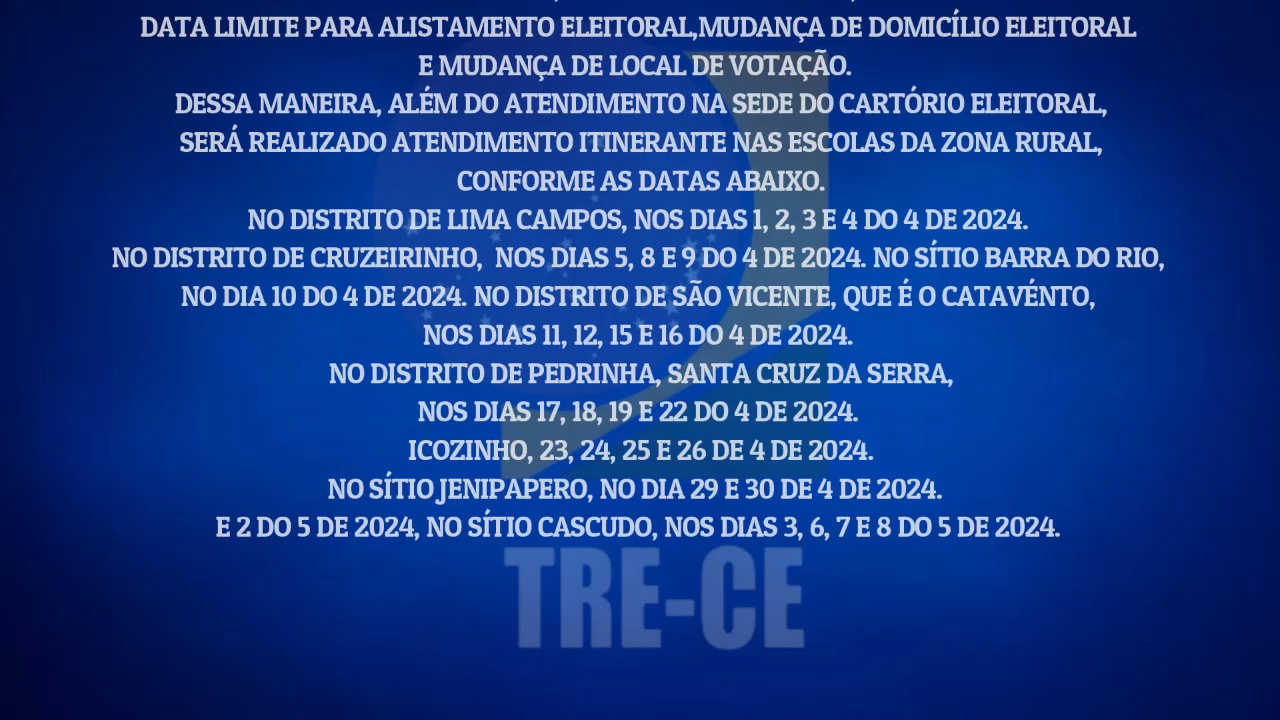 DATA LIMITE PARA ALISTAMENTO ELEITORAL,MUDANÇA DE DOMICÍLIO ELEITORAL
E MUDANÇA DE LOCAL DE VOTAÇÃO.
DESSA MANEIRA, ALÉM DO ATENDIMENTO NA SEDE DO CARTÓRIO ELEITORAL,
SERÁ REALIZADO ATENDIMENTO ITINERANTE NAS ESCOLAS DA ZONA RURAL,
CONFORME AS DATAS ABAIXO.
NO DISTRITO DE LIMA CAMPOS, NOS DIAS 1, 2, 3 E 4 DO 4 DE 2024.
NO DISTRITO DE CRUZEIRINHO, NOS DIAS 5, 8 E 9 DO 4 DE 2024. NO SÍTIO BARRA DO RIO,
NO DIA 10 DO 4 DE 2024. NO DISTRITO DE SÃO VICENTE, QUE É O CATAVÉNTO,
NOS DIAS 11, 12, 15 E 16 DO 4 DE 2024.
NO DISTRITO DE PEDRINHA, SANTA CRUZ DA SERRA,
NOS DIAS 17, 18, 19 E 22 DO 4 DE 2024.
ICOZINHO, 23, 24, 25 E 26 DE 4 DE 2024.
NO SÍTIO JENIPAPERO, NO DIA 29 E 30 DE 4 DE 2024.
E 2 DO 5 DE 2024, NO SÍTIO CASCUDO, NOS DIAS 3, 6, 7 E 8 DO 5 DE 2024.
TRE-CE